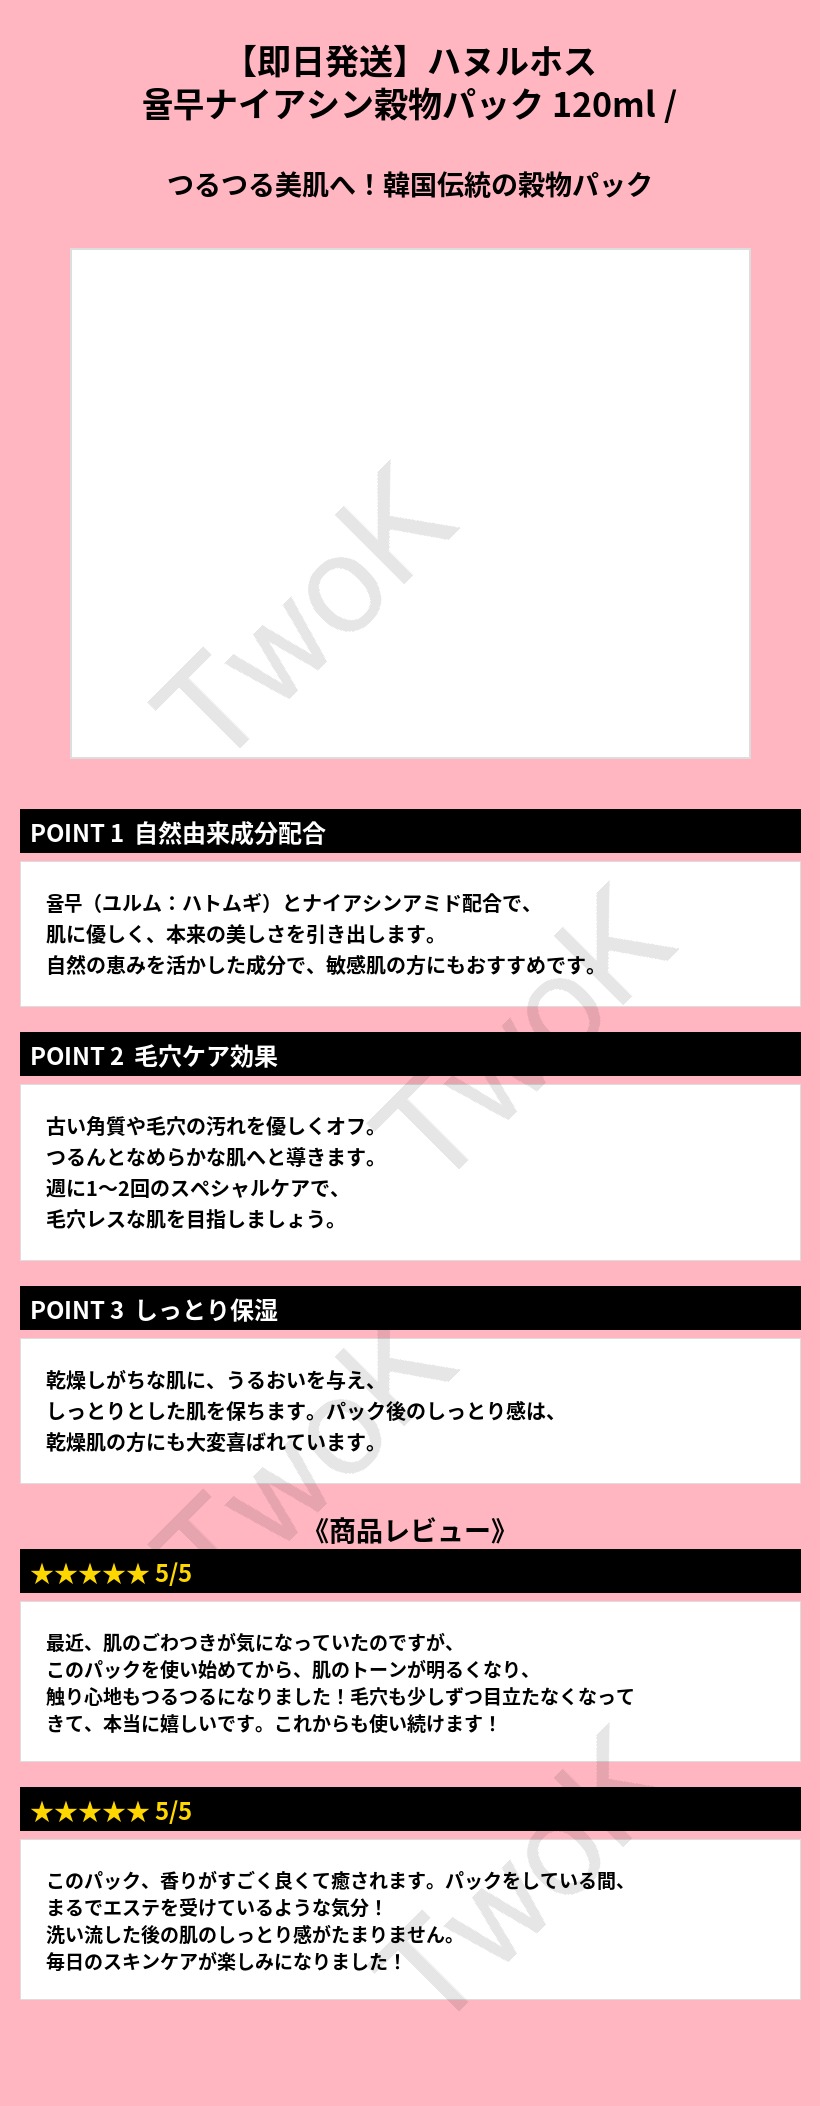 【即日発送】ハヌルホス
율무ナイアシン穀物パック 120ml /
つるつる美肌へ！韓国伝統の穀物パック
TwoK
POINT 1 自然由来成分配合
율무（ユルム：ハトムギ）とナイアシンアミド配合で、
肌に優しく、本来の美しさを引き出します。
自然の恵みを活かした成分で、敏感肌の方にもおすすめです。
TwoK
POINT 2 毛穴ケア効果
古い角質や毛穴の汚れを優しくオフ。
つるんとなめらかな肌へと導きます。
週に1～2回のスペシャルケアで、
毛穴レスな肌を目指しましょう。
POINT 3 しっとり保湿
乾燥しがちな肌に、うるおいを与え、
しっとりとした肌を保ちます。パック後のしっとり感は、
乾燥肌の方にも大変喜ばれています。
TwoK
《商品レビュー》
★★★★★ 5/5
最近、肌のごわつきが気になっていたのですが、
このパックを使い始めてから、肌のトーンが明るくなり、
触り心地もつるつるになりました！毛穴も少しずつ目立たなくなって
きて、本当に嬉しいです。これからも使い続けます！
★★★★★ 5/5
このパック、香りがすごく良くて癒されます。パックをしている間、
まるでエステを受けているような気分！
洗い流した後の肌のしっとり感がたまりません。
毎日のスキンケアが楽しみになりました！
TwoK